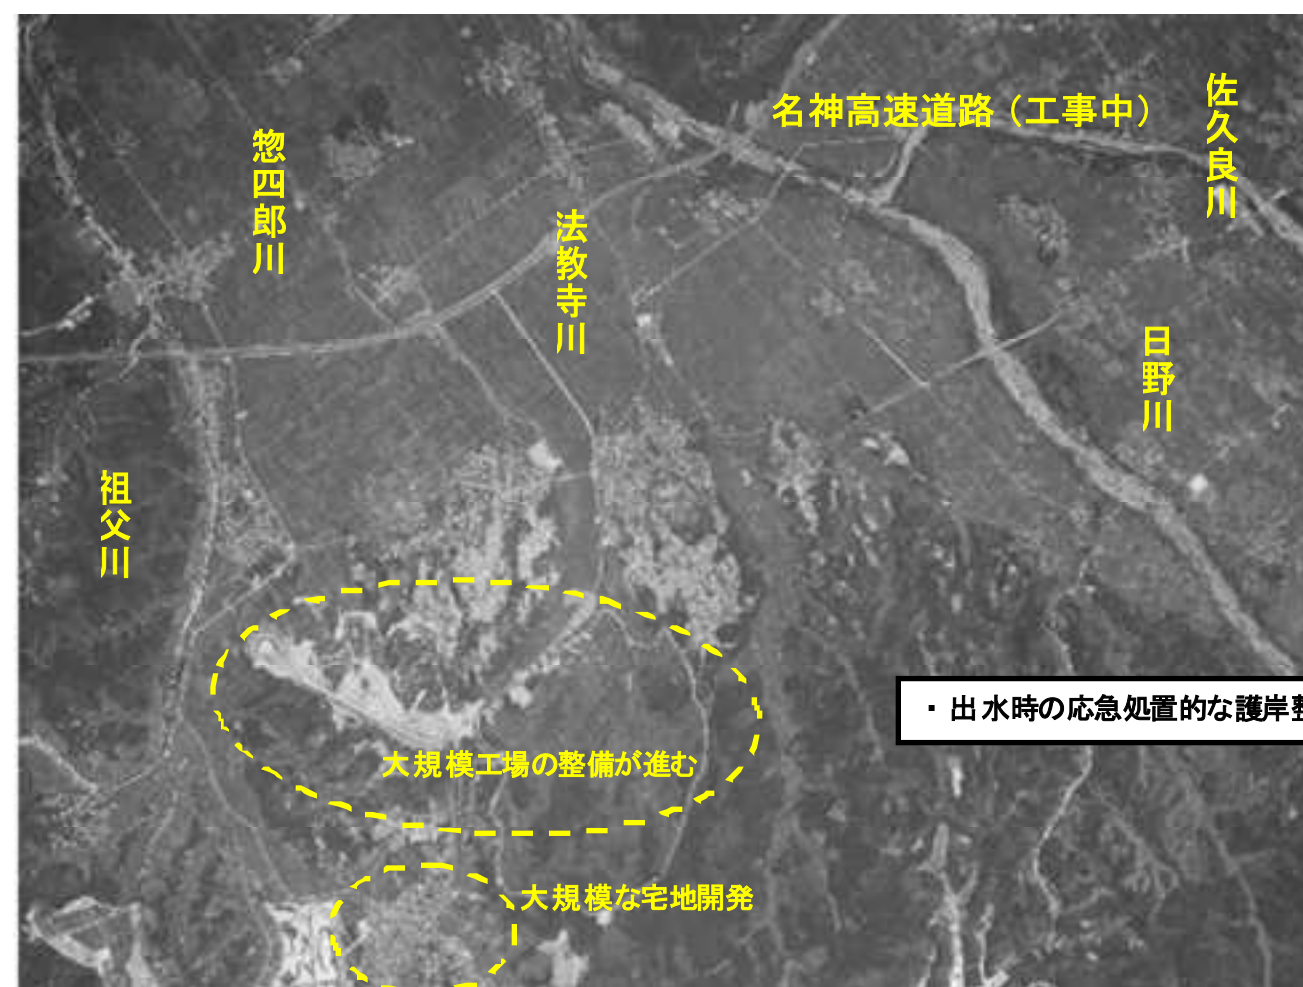 名神高速道路（工事中）
佐久良川
惣四郎川
法教寺川
日野川
祖父川
・出水時の応急処置的な護岸整
大規模工場の整備が進む
大規模な宅地開発